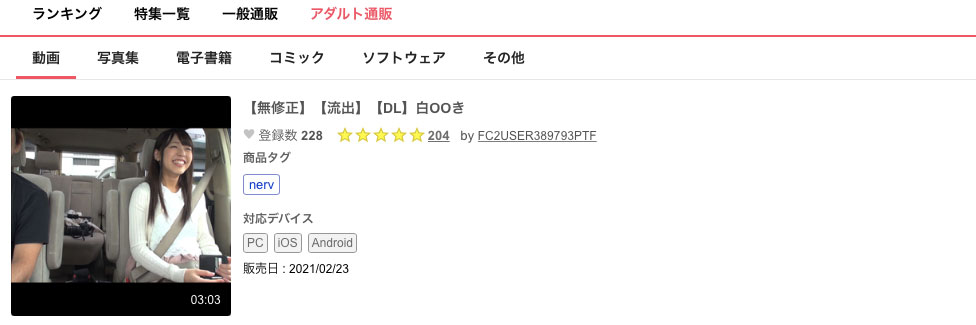 ランキング 特集一覧 一般通販 アダルト通販
動画 写真集 電子書籍 コミック ソフトウェア その他
【無修正】【流出】【DL】白OOき
登録数 228 204 by FC2USER389793PTF
商品タグ
nerv
対応デバイス
PC iOS Android
販売日 : 2021/02/23
03:03